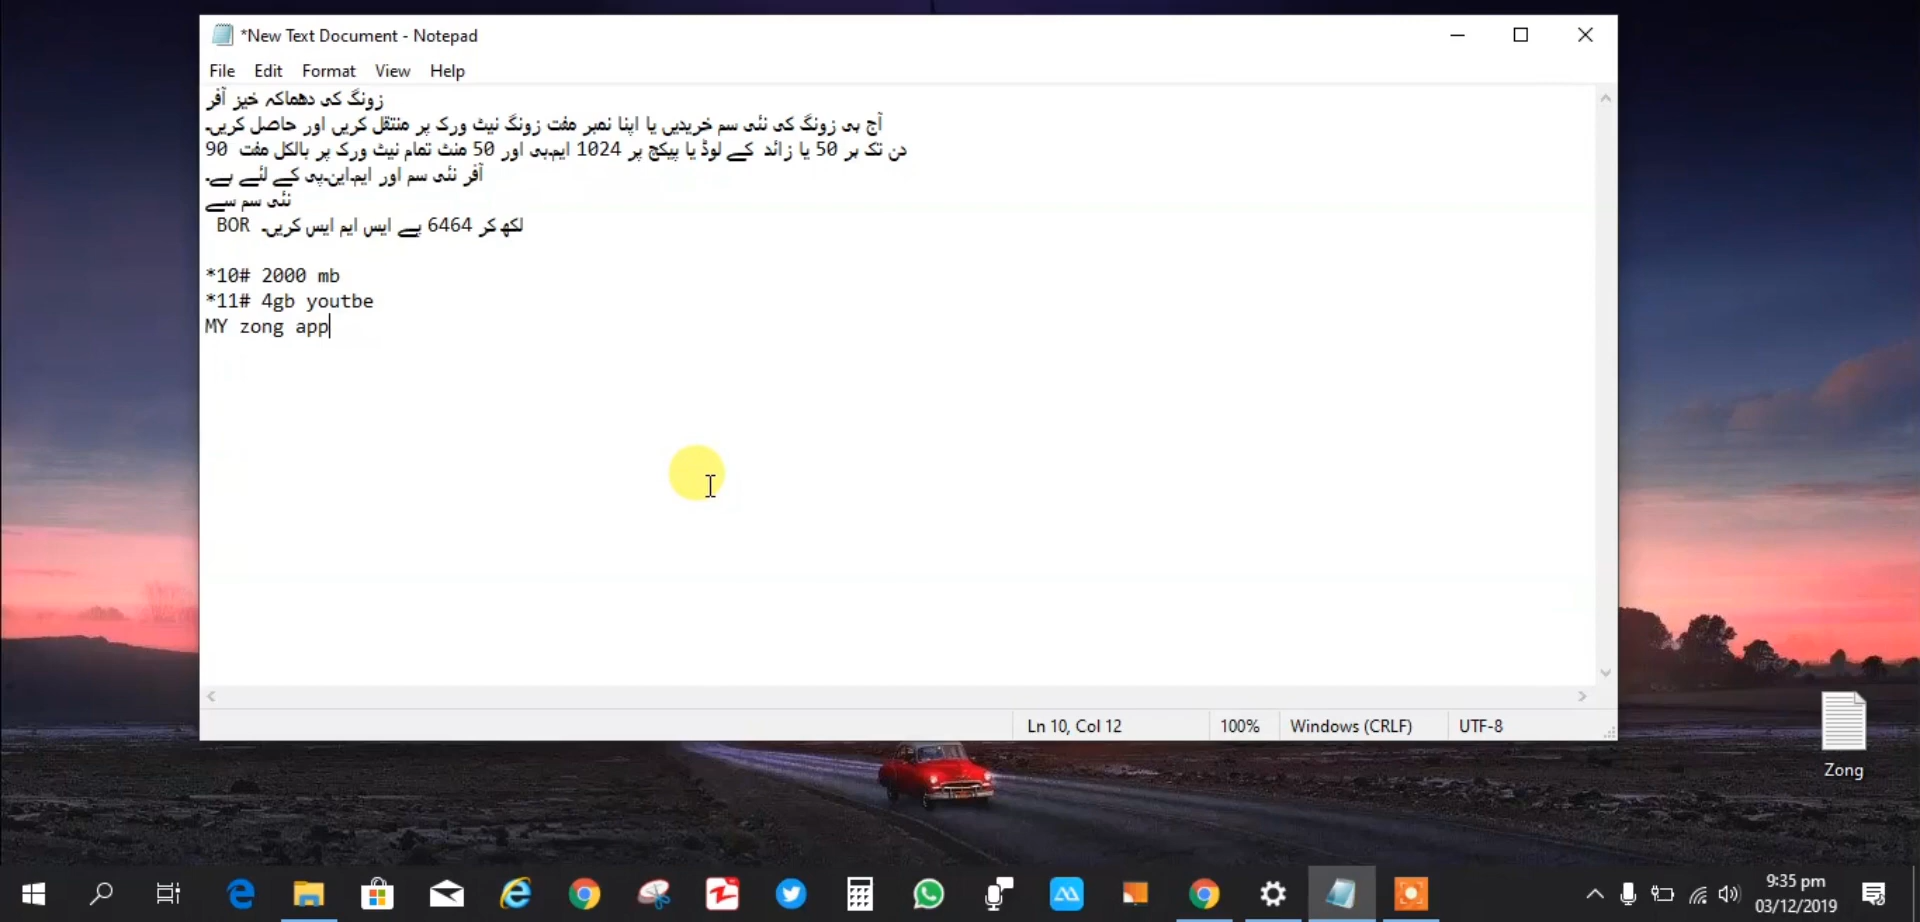 *New Text Document - Notepad
File Edit Format View Help
زونگ کی دھماکہ خیز آفر
آج ہی زونگ کی نئی سم خریدیں یا اپنا نمبر مفت زونگ نیٹ ورک پر منتقل کریں اور حاصل کریں۔
90 دن تک ہر 50 یا زائد کے لوڈ یا پیکج پر 1024 ایم۔بی اور 50 منٹ تمام نیٹ ورک پر بالکل مفت
آفر نئی سم اور ایم۔این۔پی کے لئے ہے۔
نئی سم سے
BOR لکھ کر 6464 پے ایس ایم ایس کریں۔
*10# 2000 mb
*11# 4gb youtbe
MY zong app
Ln 10, Col 12 100% Windows (CRLF) UTF-8
Zong
9:35 pm
03/12/2019